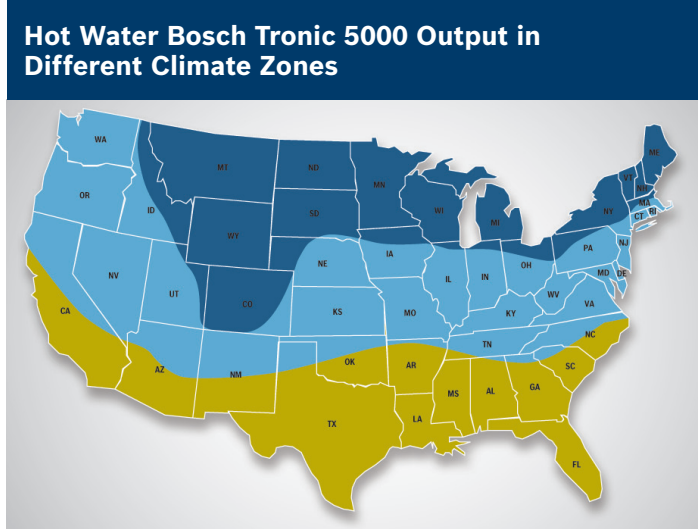 Hot Water Bosch Tronic 5000 Output in
Different Climate Zones
WA
MT
ND
MN
ME
VT
NH
OR
ID
SD
WI
MI
NY
MA
CT
RI
WY
IA
PA
NJ
NV
UT
CO
NE
IL
IN
OH
MD
DE
WV
VA
CA
KS
MO
KY
AZ
NM
OK
AR
TN
NC
SC
MS
AL
GA
TX
LA
FL